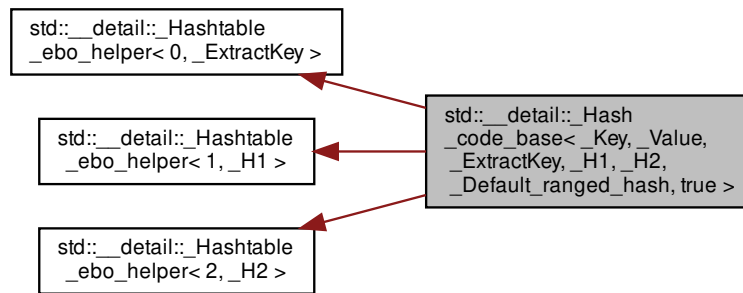 std::__detail::_Hashtable
_ebo_helper< 0, _ExtractKey >
std::__detail::_Hashtable
_ebo_helper< 1, _H1 >
std::__detail::_Hashtable
_ebo_helper< 2, _H2 >
std::__detail::_Hash
_code_base< _Key, _Value,
_ExtractKey, _H1, _H2,
_Default_ranged_hash, true >